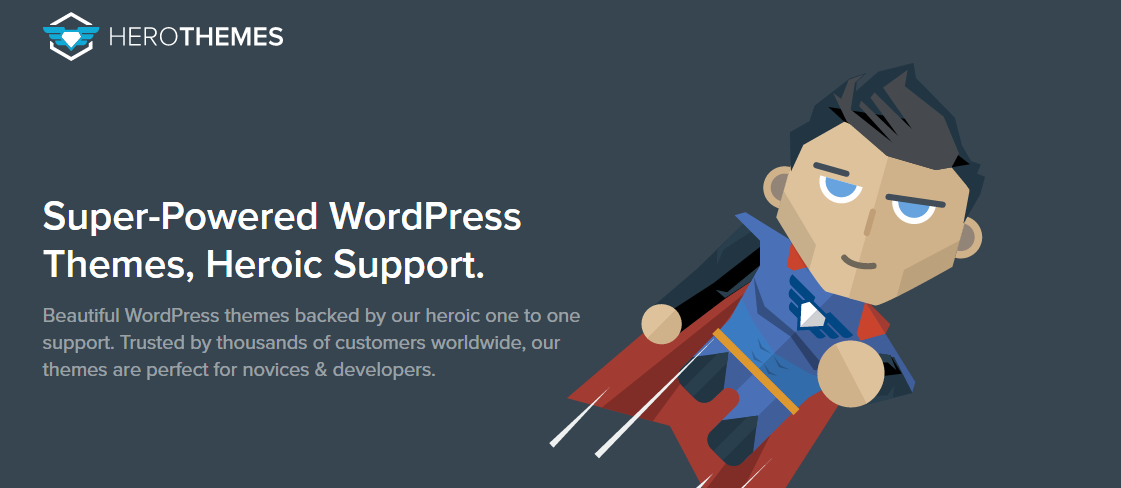 HEROTHEMES
Super-Powered WordPress
Themes, Heroic Support.
Beautiful WordPress themes backed by our heroic one to one
support. Trusted by thousands of customers worldwide, our
themes are perfect for novices & developers.